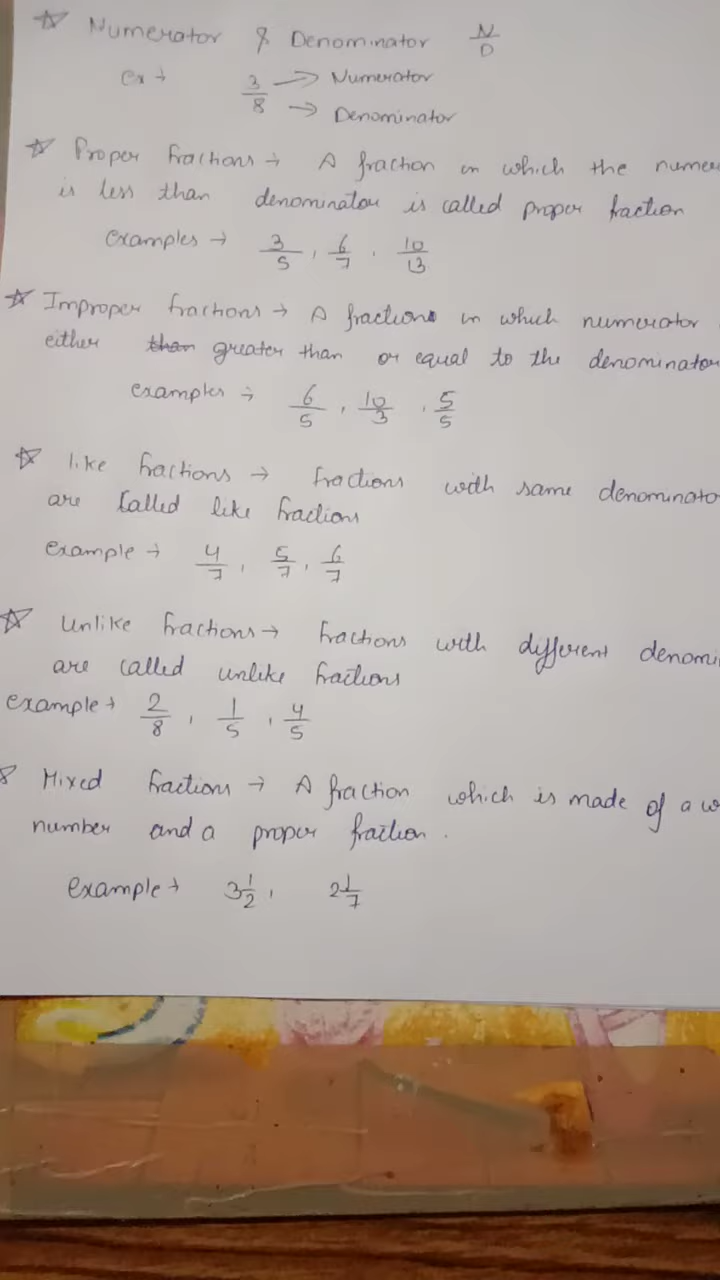 ☆ Numerator & Denominator N/D
ex → 3/8 → Numerator
→ Denominator
☆ Proper fractions → A fraction in which the numer
is less than denominator is called proper fraction
examples → 3/5, 6/7, 10/13
☆ Improper fractions → A fractions in which numerator
either than greater than or equal to the denominator
examples → 6/5, 10/3, 5/5
☆ like fractions → fractions with same denominato
are called like fractions
example → 4/7, 5/7, 6/7
☆ Unlike fractions → fractions with different denomi
are called unlike fractions
example → 2/8, 1/5, 4/5
Mixed fractions → A fraction which is made of a w
number and a proper fraction.
example → 3 1/2, 2 1/7